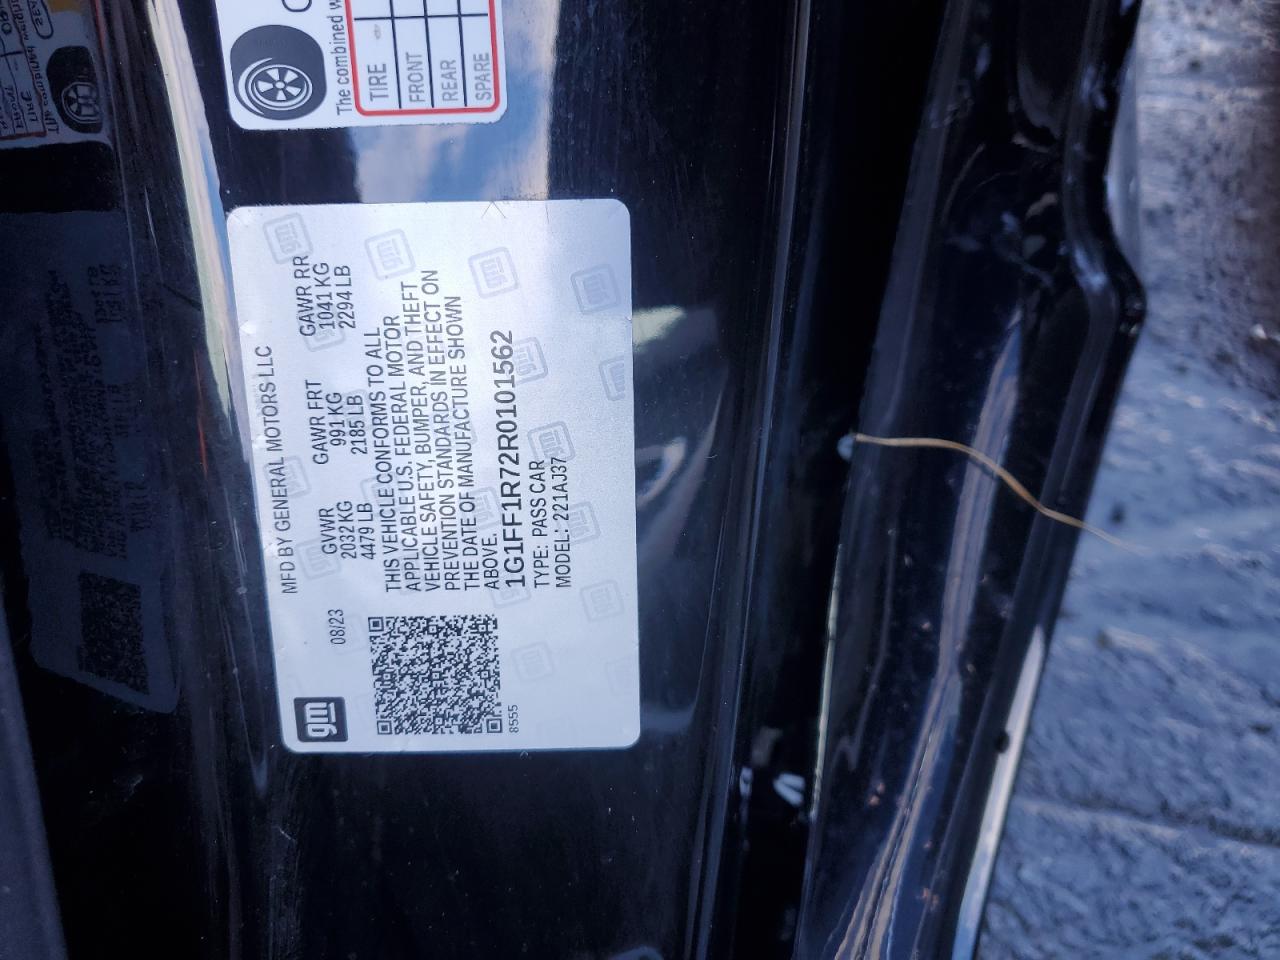 MFD BY GENERAL MOTORS LLC
08/23
GVWR GAWR FRT GAWR RR
2032 KG 991 KG 1041 KG
4479 LB 2185 LB 2294 LB
THIS VEHICLE CONFORMS TO ALL
APPLICABLE U.S. FEDERAL MOTOR
VEHICLE SAFETY, BUMPER, AND THEFT
PREVENTION STANDARDS IN EFFECT ON
THE DATE OF MANUFACTURE SHOWN
ABOVE.
1G1FF1R72R0101562
TYPE: PASS CAR
MODEL: 221AJ37
gm
8555
The combined
TIRE
FRONT
REAR
SPARE